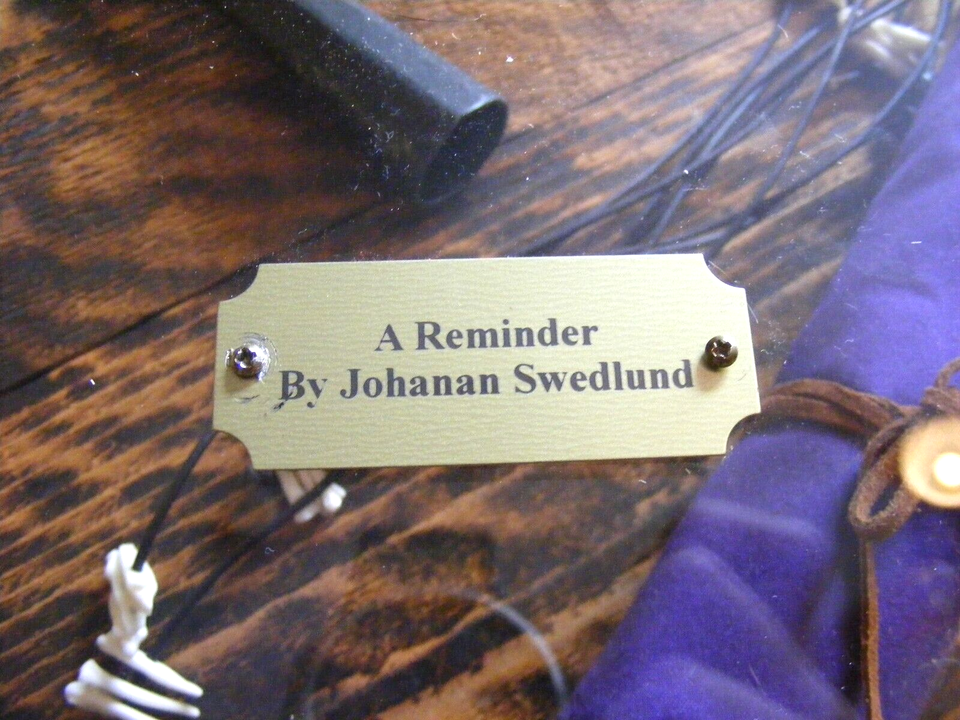 A Reminder
By Johanan Swedlund